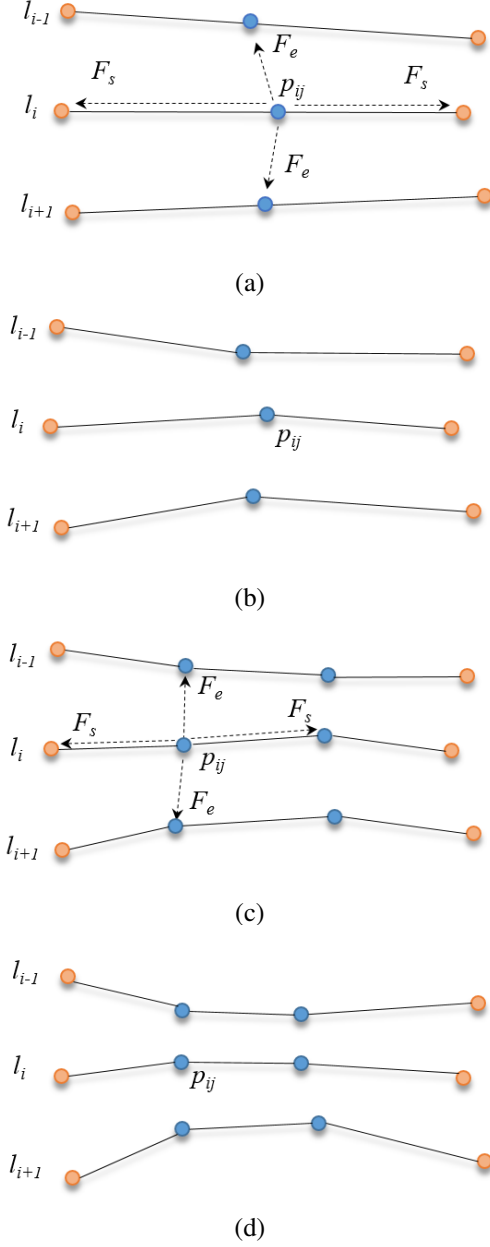 l_{i-1}
F_e
F_s p_{ij} F_s
l_i
F_e
l_{i+1}
(a)
l_{i-1}
l_i
p_{ij}
l_{i+1}
(b)
l_{i-1}
F_e
F_s F_s
l_i
p_{ij}
F_e
l_{i+1}
(c)
l_{i-1}
l_i
p_{ij}
l_{i+1}
(d)